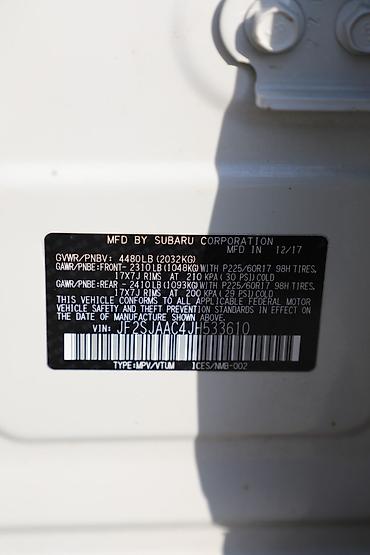 MFD BY SUBARU CORPORATION
MFD IN 12/17
GVWR/PNBV: 4480LB(2032KG)
GAWR/PNBE:FRONT- 2310LB(1048KG)WITH P225/60R17 98H TIRES,
17X7J RIMS AT 210 KPA( 30 PSI)COLD
GAWR/PNBE:REAR - 2410LB(1093KG)WITH P225/60R17 98H TIRES,
17X7J RIMS AT 200 KPA( 29 PSI)COLD
THIS VEHICLE CONFORMS TO ALL APPLICABLE FEDERAL MOTOR
VEHICLE SAFETY AND THEFT PREVENTION STANDARDS IN EFFECT ON
THE DATE OF MANUFACTURE SHOWN ABOVE.
VIN: JF2SJAAC4JH533610
TYPE:MPV/VTUM ICES/NMB-002